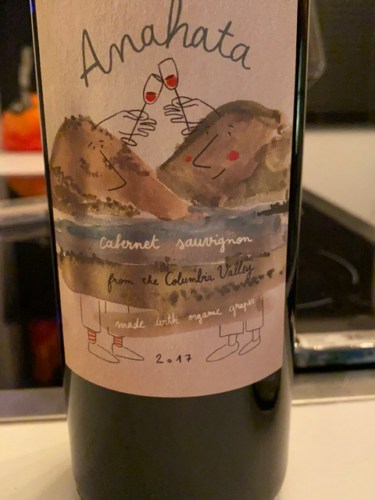 Anahata
cabernet sauvignon
from the Columbia Valley
made with organic grapes
2017